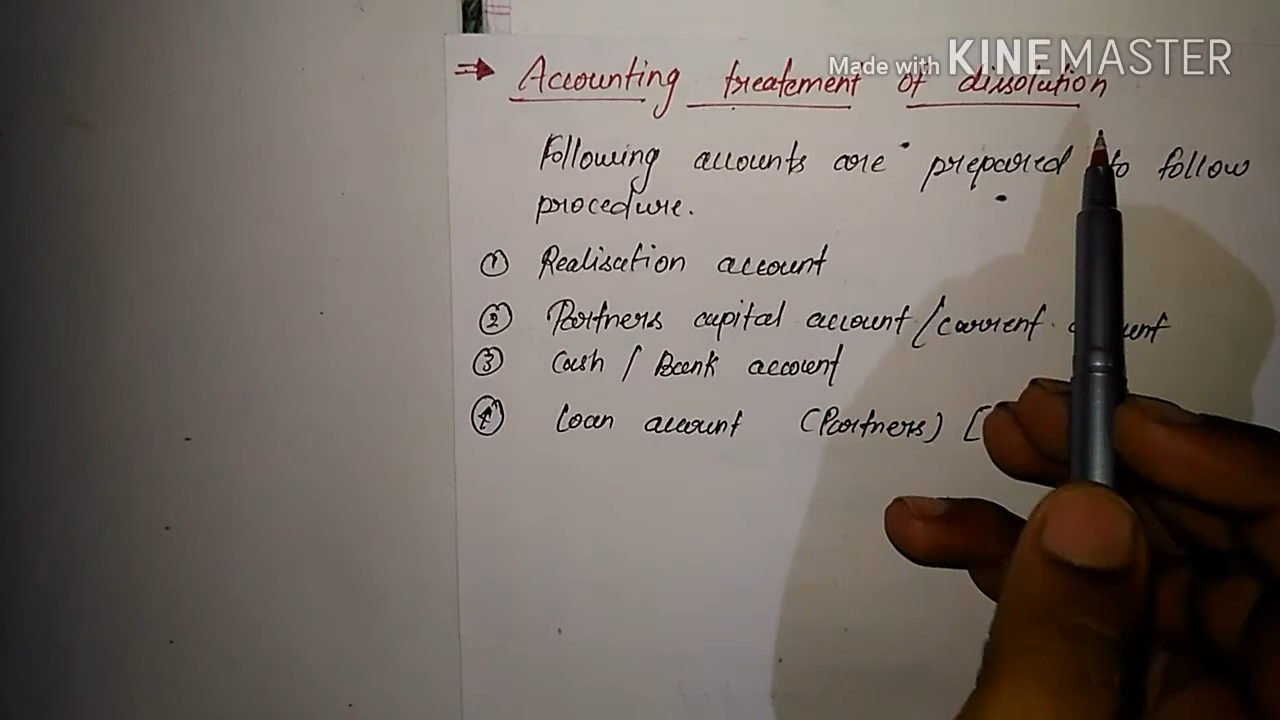 Made with KINEMASTER
⇒ Accounting treatement of dissolution
Following accounts are prepared to follow
procedure.
① Realisation account
② Partners capital account / current
③ Cash / Bank account
④ Loan account (Partners) [